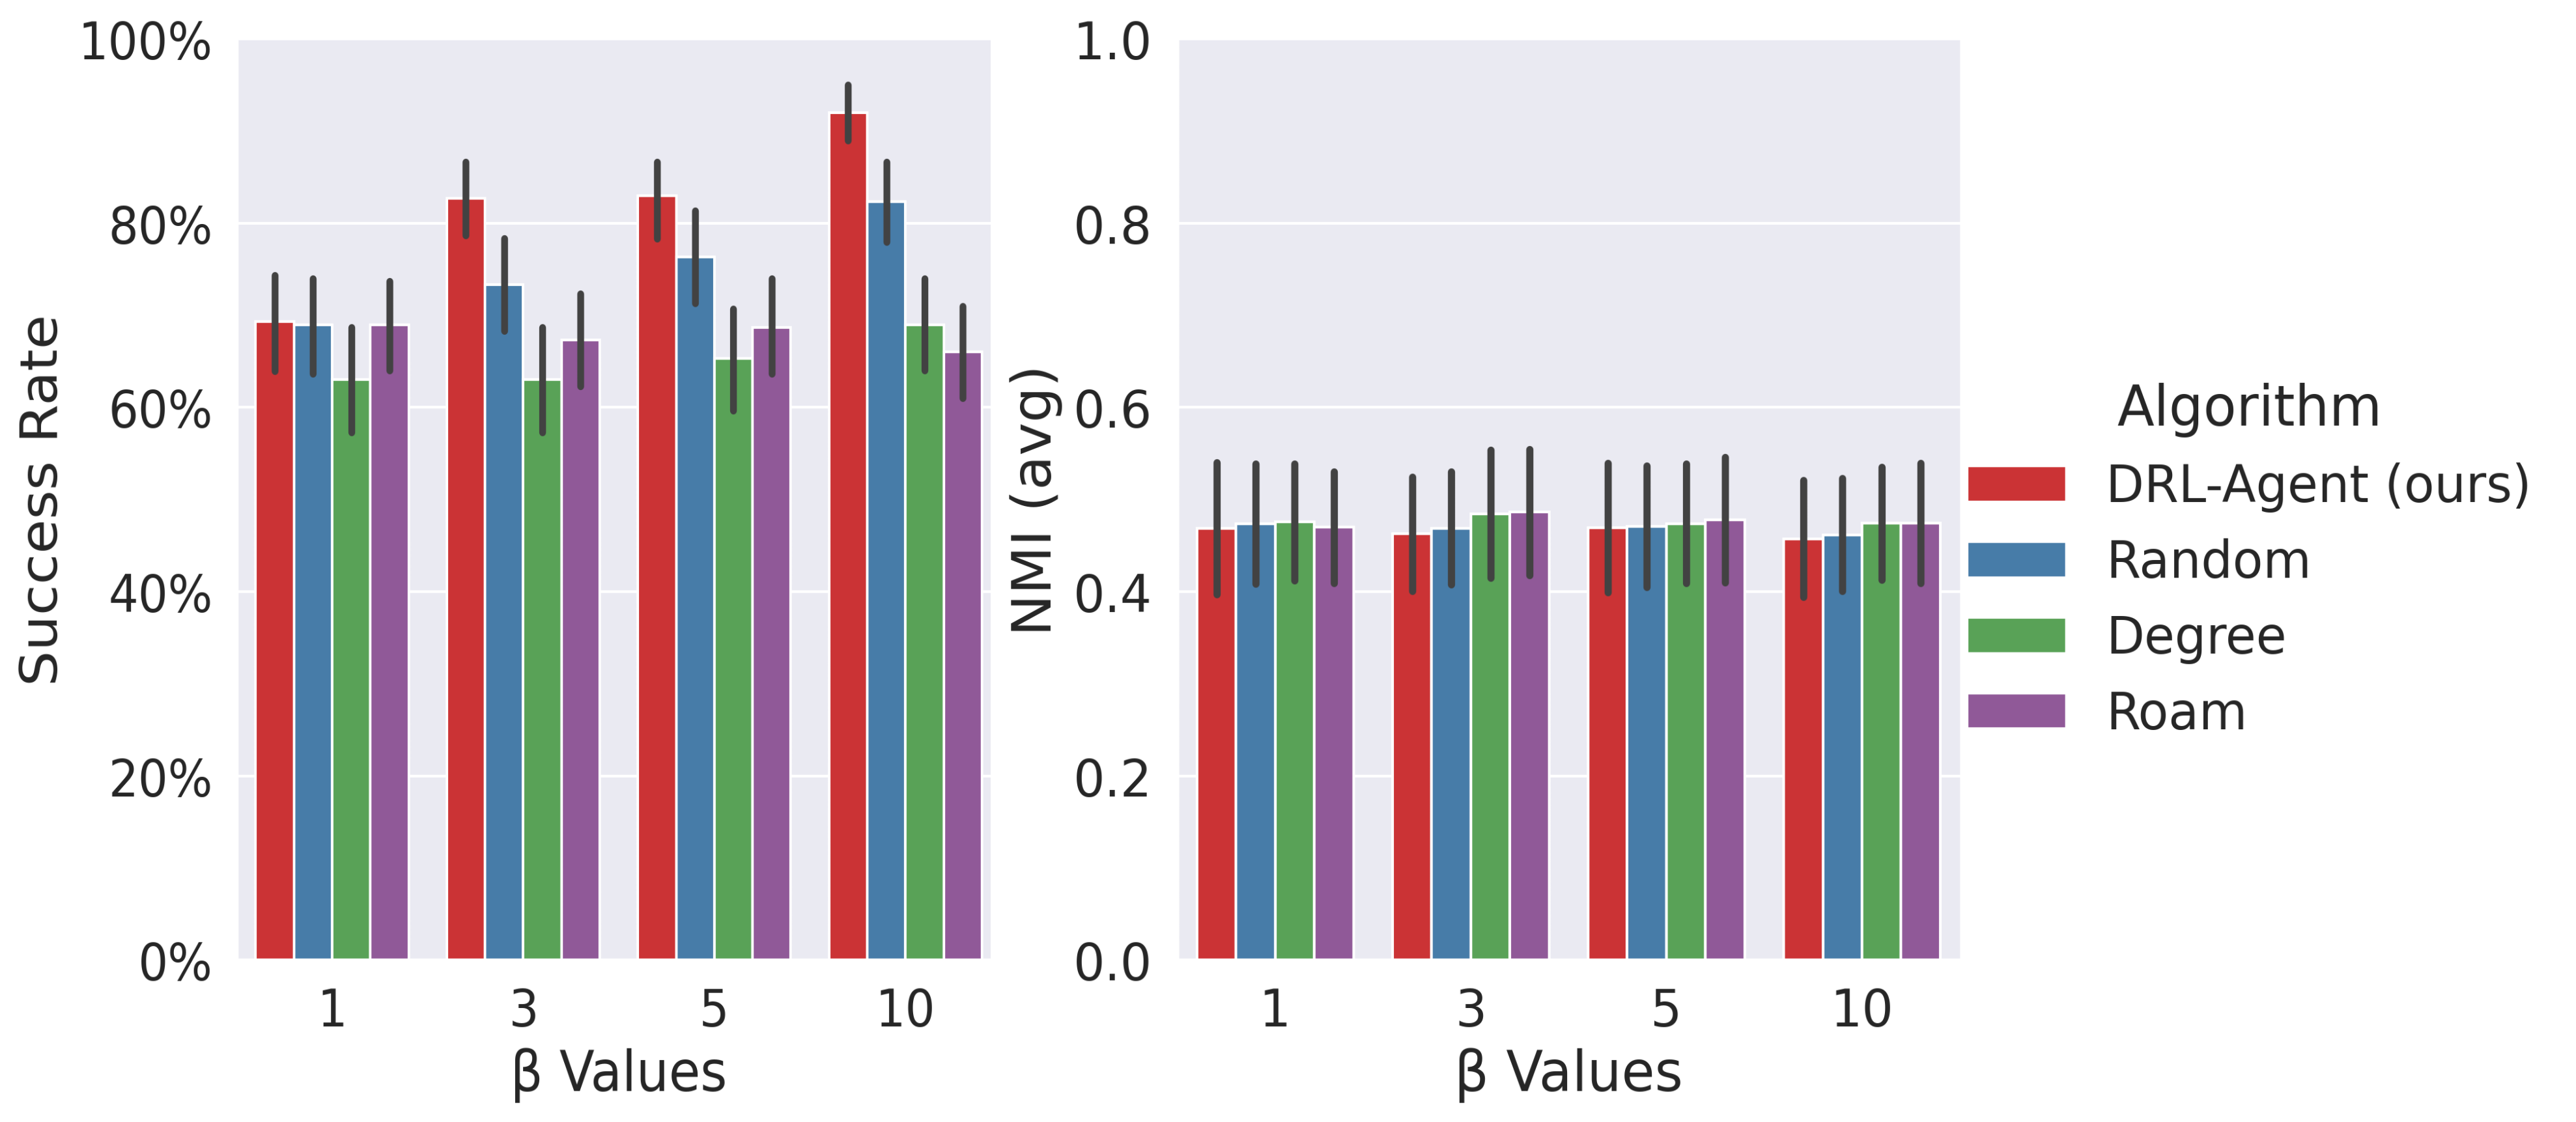 Success Rate
100%
80%
60%
40%
20%
0%
1 3 5 10
β Values
NMI (avg)
1.0
0.8
0.6
0.4
0.2
0.0
1 3 5 10
β Values
Algorithm
DRL-Agent (ours)
Random
Degree
Roam